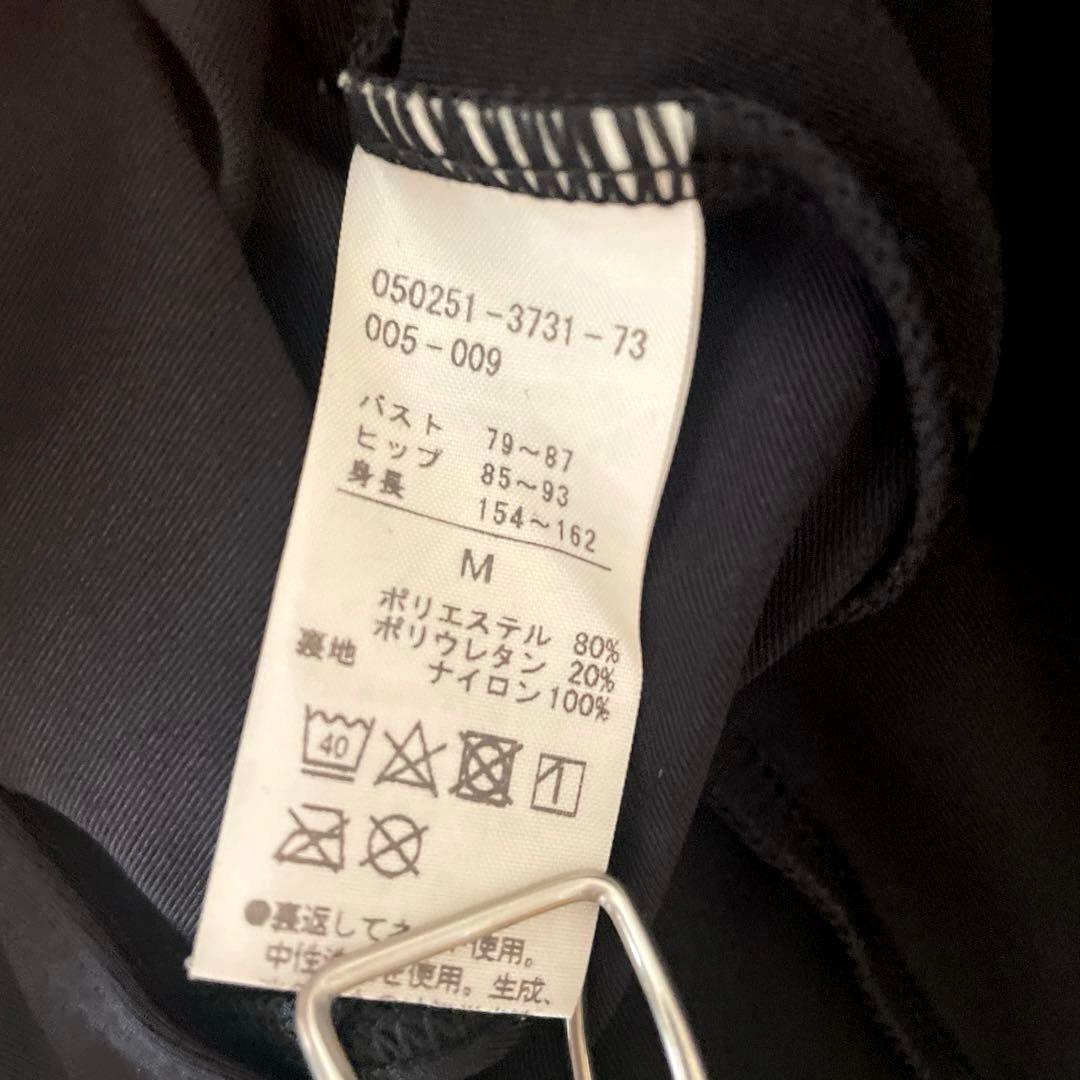 050251-3731-73
005-009
バスト 79~87
ヒップ 85~93
身長 154~162
M
ポリエステル 80%
ポリウレタン 20%
裏地 ナイロン100%
40
●裏返して 使用。
中性 を使用。生成、